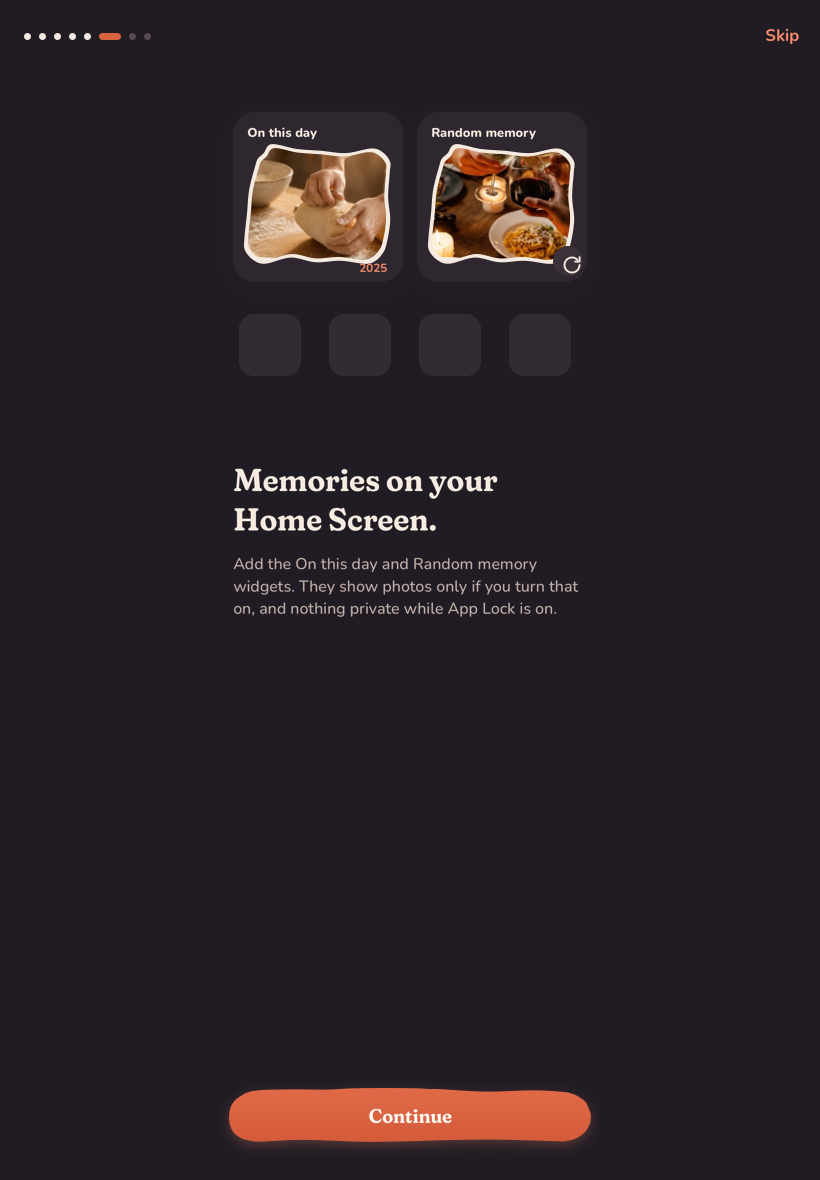 Skip
On this day
Random memory
2025
Memories on your
Home Screen.
Add the On this day and Random memory
widgets. They show photos only if you turn that
on, and nothing private while App Lock is on.
Continue